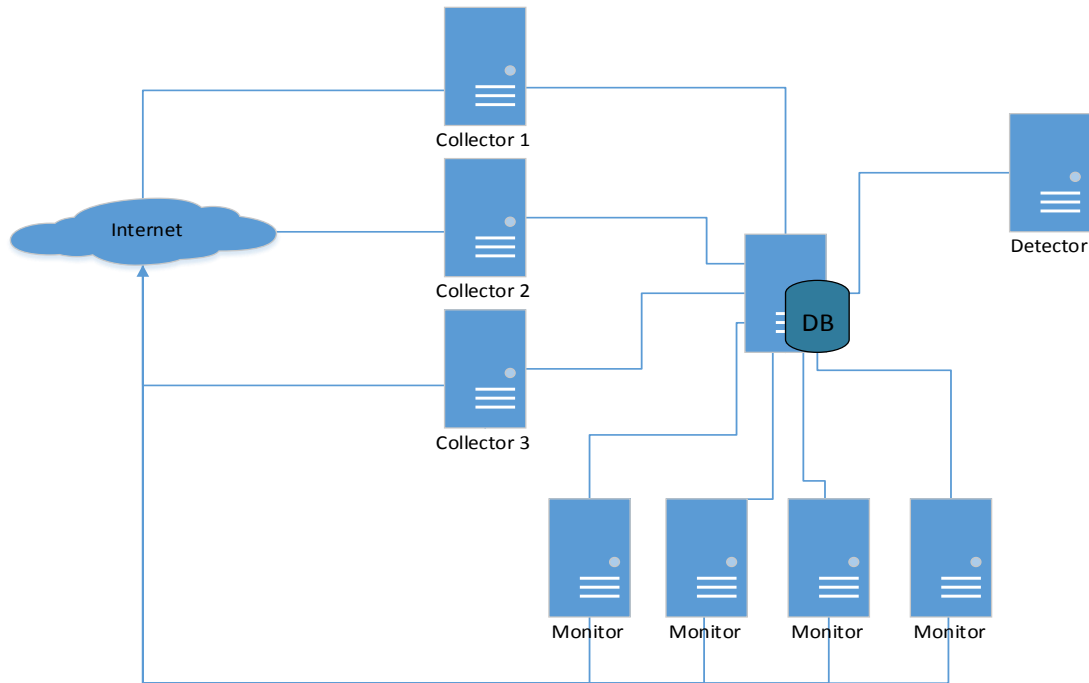 Collector 1
Internet
Collector 2
Detector
DB
Collector 3
Monitor
Monitor
Monitor
Monitor